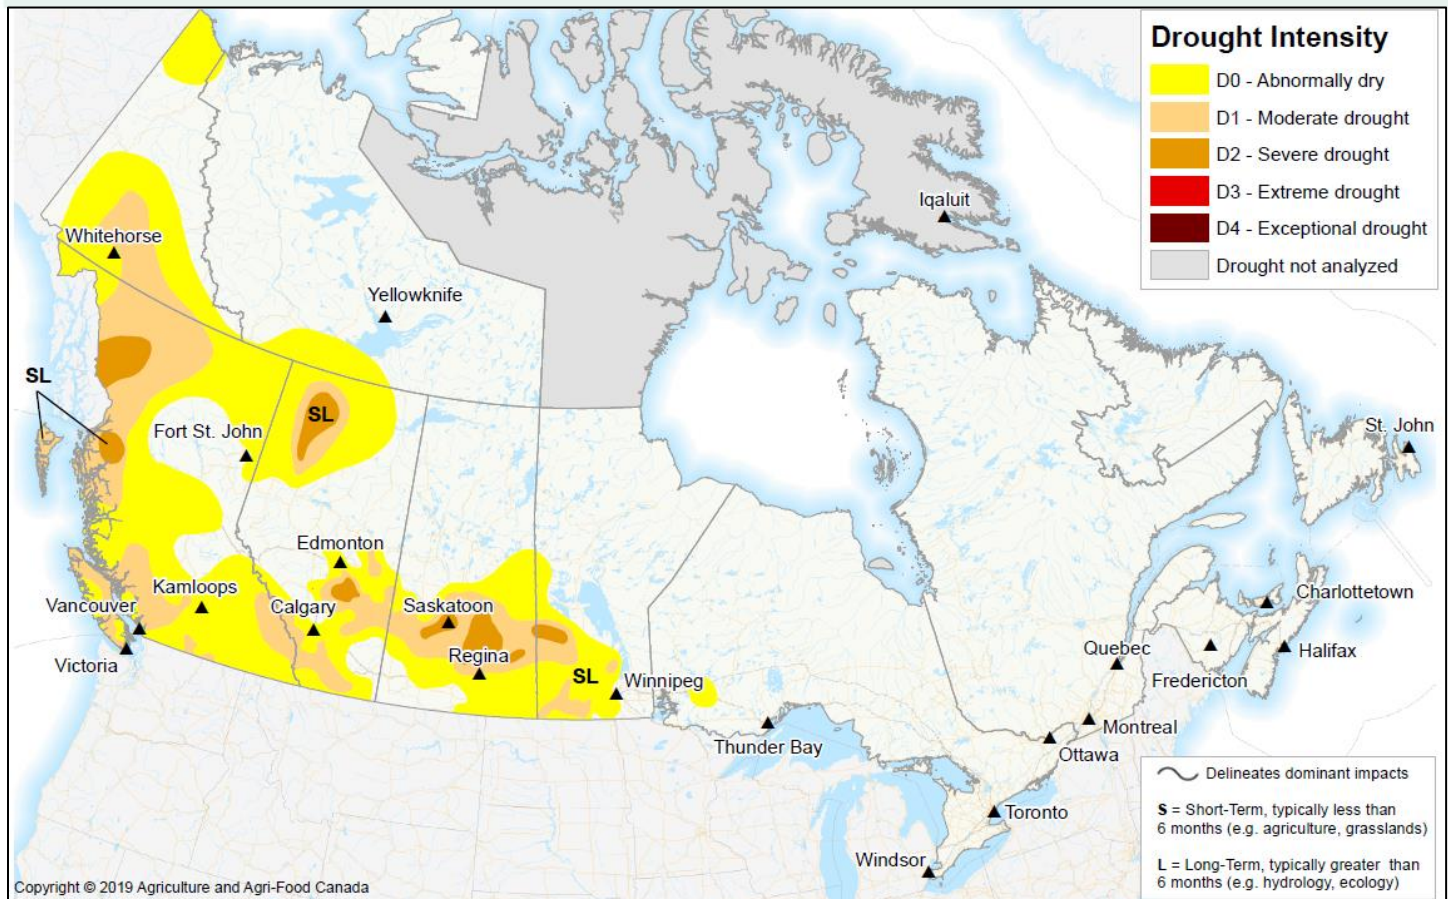 Drought Intensity
D0 - Abnormally dry
D1 - Moderate drought
D2 - Severe drought
D3 - Extreme drought
D4 - Exceptional drought
Drought not analyzed
Iqaluit
Whitehorse
Yellowknife
SL
SL
Fort St. John
St. John
Edmonton
Kamloops
Calgary
Saskatoon
Vancouver
Charlottetown
Victoria
Regina
Quebec
Halifax
SL
Winnipeg
Fredericton
Montreal
Thunder Bay
Ottawa
Toronto
Windsor
Delineates dominant impacts
S = Short-Term, typically less than
6 months (e.g. agriculture, grasslands)
L = Long-Term, typically greater than
6 months (e.g. hydrology, ecology)
Copyright © 2019 Agriculture and Agri-Food Canada